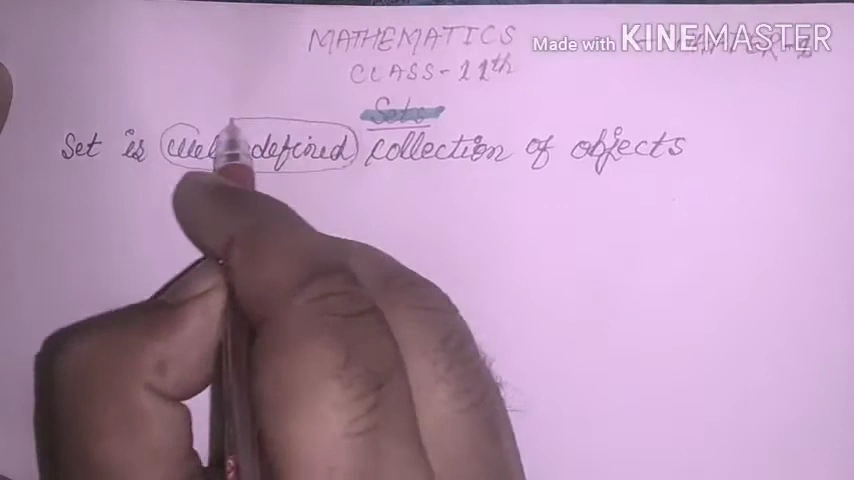 MATHEMATICS
Made with KINEMASTER
CLASS-11th
Sets
Set is well defined collection of objects